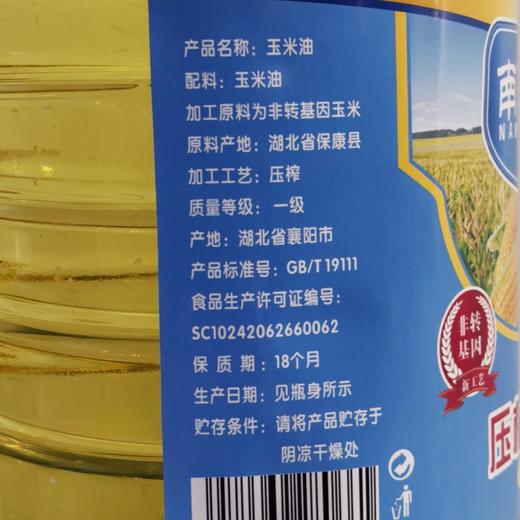 产品名称：玉米油
配料：玉米油
加工原料为非转基因玉米
原料产地：湖北省保康县
加工工艺：压榨
质量等级：一级
产地：湖北省襄阳市
产品标准号：GB/T 19111
食品生产许可证编号：
SC10242062660062
保 质 期：18个月
生产日期：见瓶身所示
贮存条件：请将产品贮存于
阴凉干燥处
非转
基因
新工艺
压